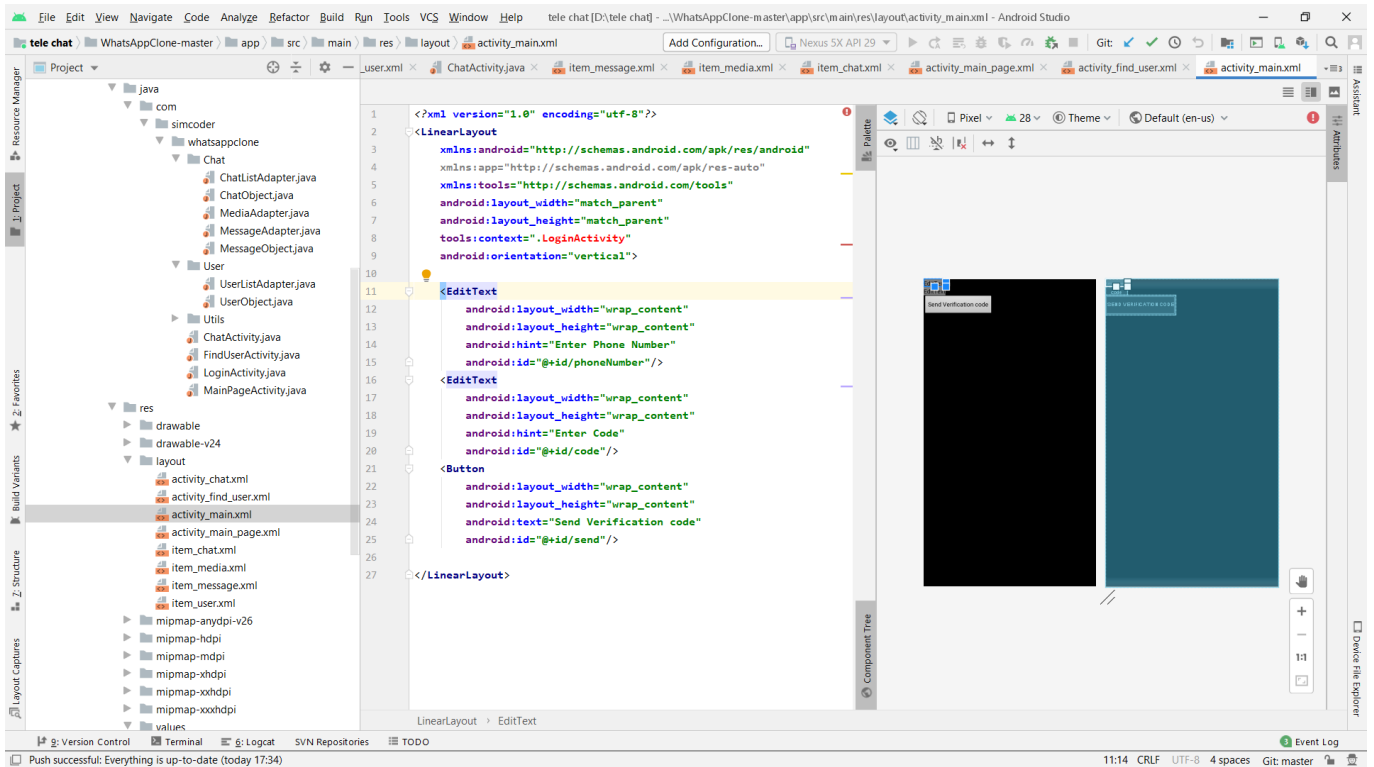 File Edit View Navigate Code Analyze Refactor Build Run Tools VCS Window Help tele chat [D:\tele chat] - ...\WhatsAppClone-master\app\src\main\res\layout\activity_main.xml - Android Studio
tele chat WhatsAppClone-master app src main res layout activity_main.xml Add Configuration... Nexus 5X API 29 Git:
Project _user.xml ChatActivity.java item_message.xml item_media.xml item_chat.xml activity_main_page.xml activity_find_user.xml activity_main.xml 3
Resource Manager
1: Project
2: Favorites
Build Variants
Z: Structure
Layout Captures
java
com
simcoder
whatsappclone
Chat
ChatListAdapter.java
ChatObject.java
MediaAdapter.java
MessageAdapter.java
MessageObject.java
User
UserListAdapter.java
UserObject.java
Utils
ChatActivity.java
FindUserActivity.java
LoginActivity.java
MainPageActivity.java
res
drawable
drawable-v24
layout
activity_chat.xml
activity_find_user.xml
activity_main.xml
activity_main_page.xml
item_chat.xml
item_media.xml
item_message.xml
item_user.xml
mipmap-anydpi-v26
mipmap-hdpi
mipmap-mdpi
mipmap-xhdpi
mipmap-xxhdpi
mipmap-xxxhdpi
values
1 <?xml version="1.0" encoding="utf-8"?>
2 <LinearLayout
3 xmlns:android="http://schemas.android.com/apk/res/android"
4 xmlns:app="http://schemas.android.com/apk/res-auto"
5 xmlns:tools="http://schemas.android.com/tools"
6 android:layout_width="match_parent"
7 android:layout_height="match_parent"
8 tools:context=".LoginActivity"
9 android:orientation="vertical">
10
11 <EditText
12 android:layout_width="wrap_content"
13 android:layout_height="wrap_content"
14 android:hint="Enter Phone Number"
15 android:id="@+id/phoneNumber"/>
16 <EditText
17 android:layout_width="wrap_content"
18 android:layout_height="wrap_content"
19 android:hint="Enter Code"
20 android:id="@+id/code"/>
21 <Button
22 android:layout_width="wrap_content"
23 android:layout_height="wrap_content"
24 android:text="Send Verification code"
25 android:id="@+id/send"/>
26
27 </LinearLayout>
LinearLayout › EditText
Palette
Component Tree
Pixel 28 Theme Default (en-us)
Send Verification code
SEND VERIFICATION CODE
1:1
Attributes
Assistant
Device File Explorer
9: Version Control Terminal 6: Logcat SVN Repositories TODO 3 Event Log
Push successful: Everything is up-to-date (today 17:34) 11:14 CRLF UTF-8 4 spaces Git: master